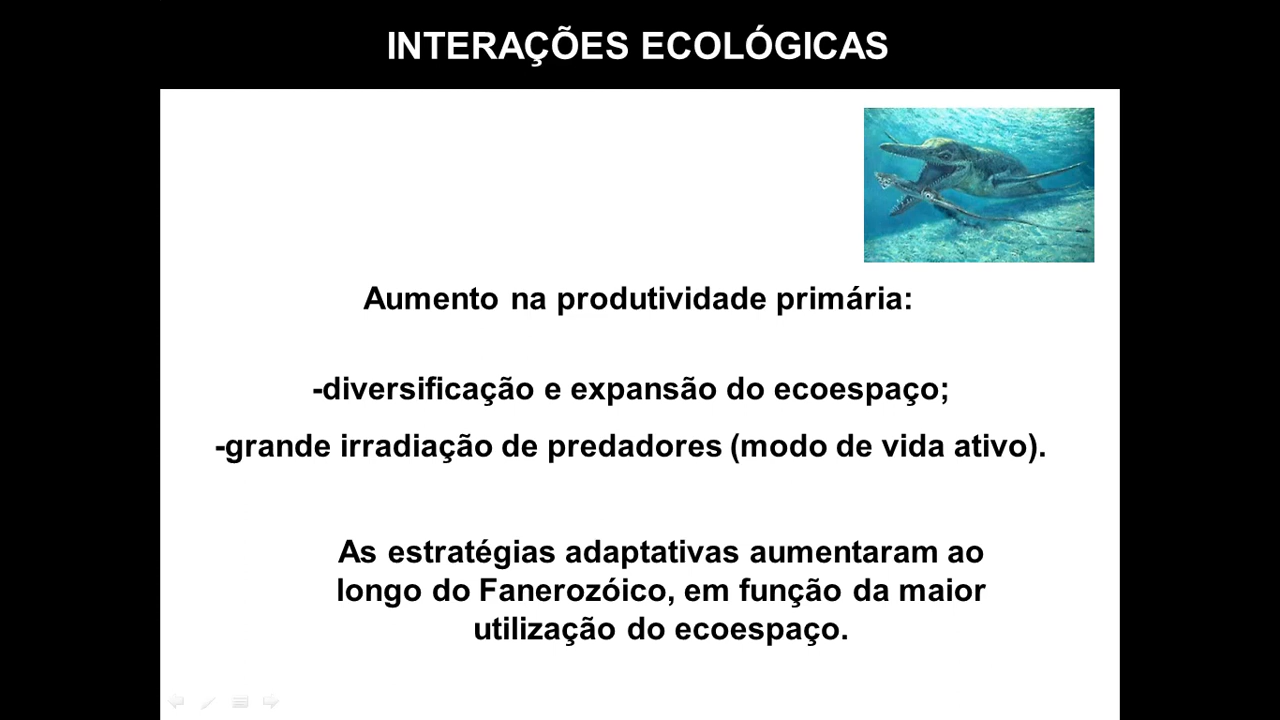 INTERAÇÕES ECOLÓGICAS
Aumento na produtividade primária:
-diversificação e expansão do ecoespaço;
-grande irradiação de predadores (modo de vida ativo).
As estratégias adaptativas aumentaram ao
longo do Fanerozóico, em função da maior
utilização do ecoespaço.